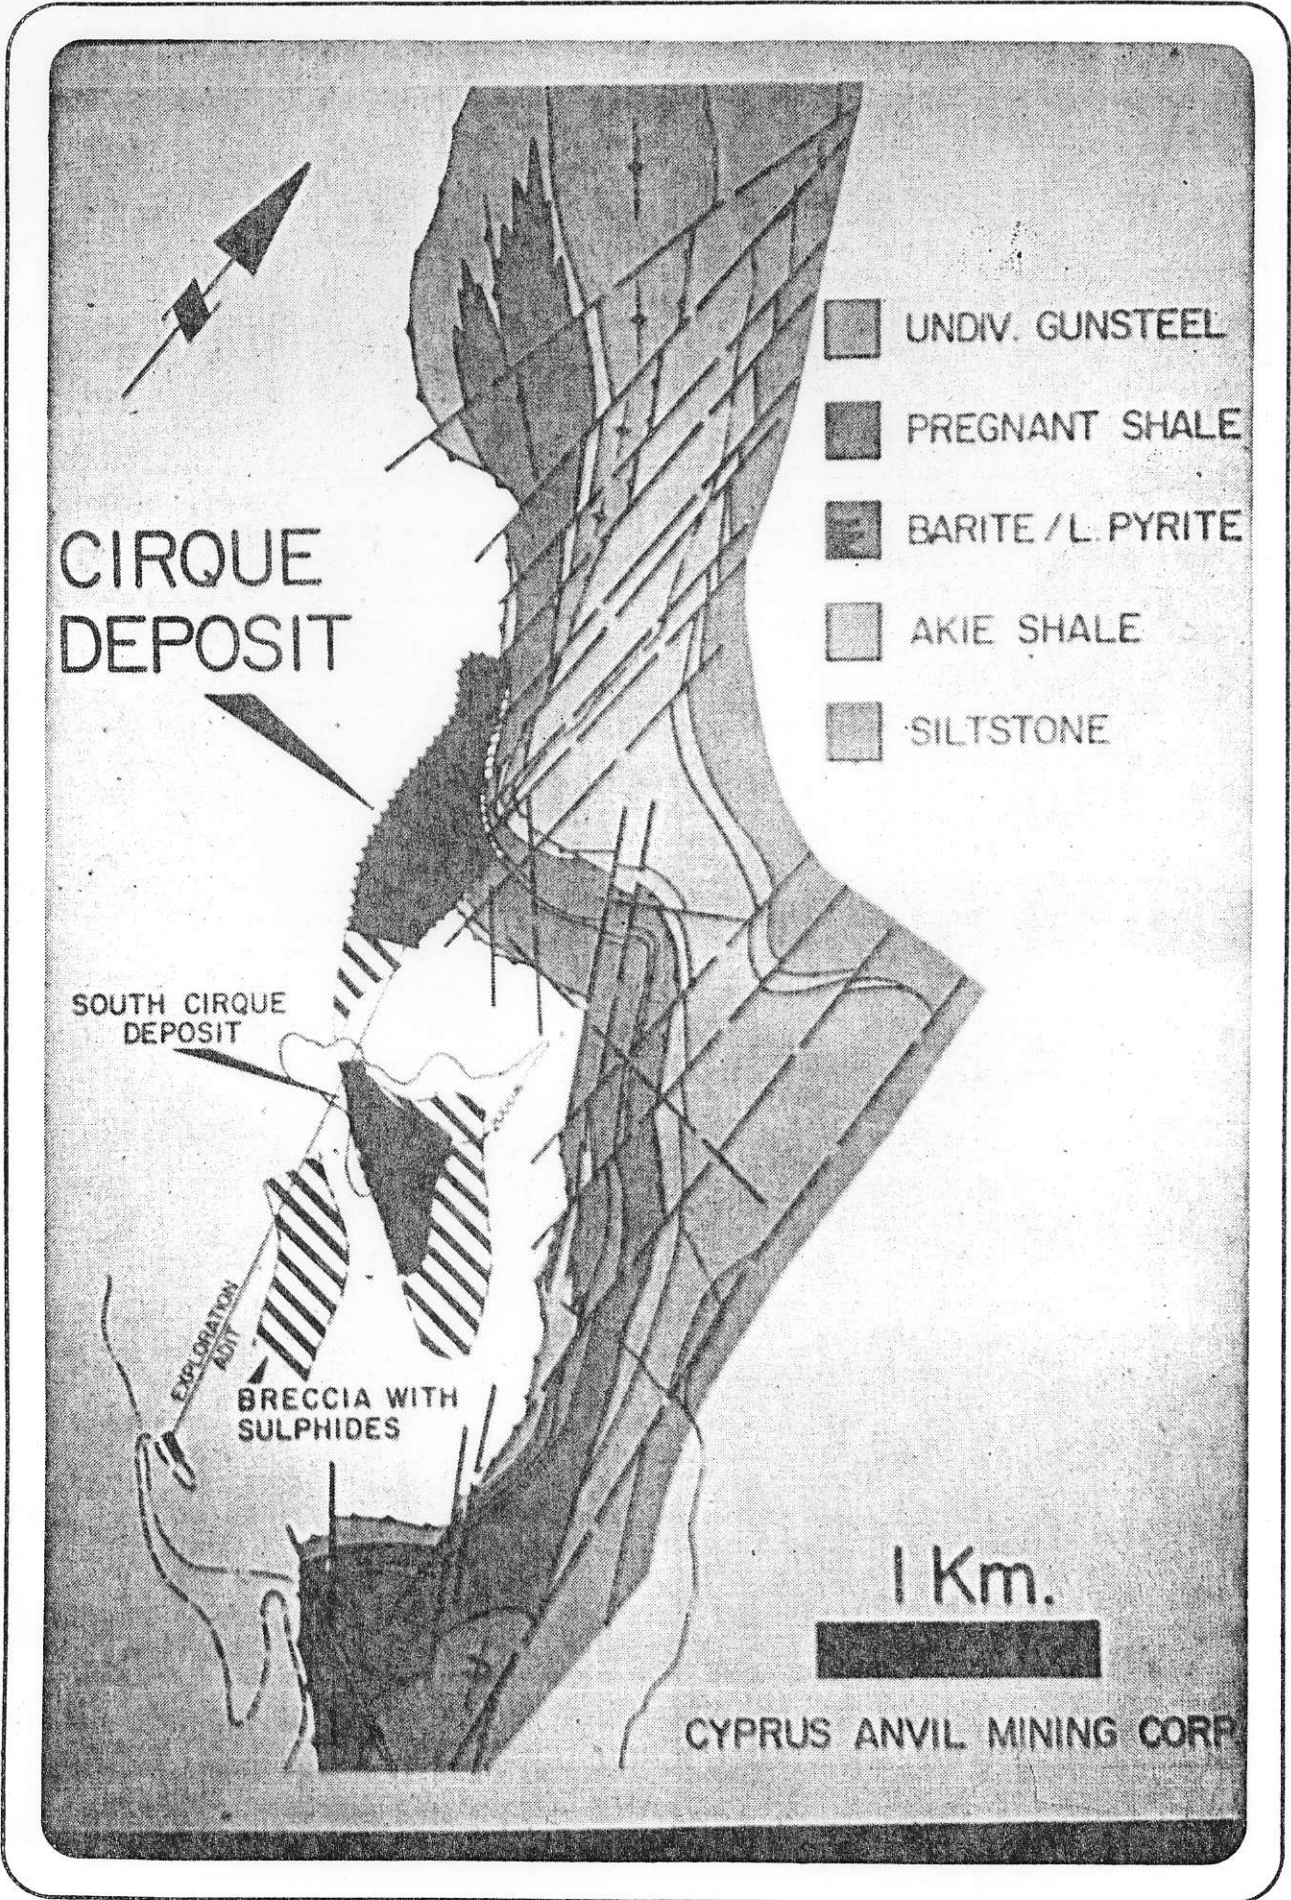 UNDIV. GUNSTEEL
PREGNANT SHALE
BARITE / L. PYRITE
AKIE SHALE
SILTSTONE
CIRQUE
DEPOSIT
SOUTH CIRQUE
DEPOSIT
EXPLORATION
ADIT
BRECCIA WITH
SULPHIDES
1 Km.
CYPRUS ANVIL MINING CORP.